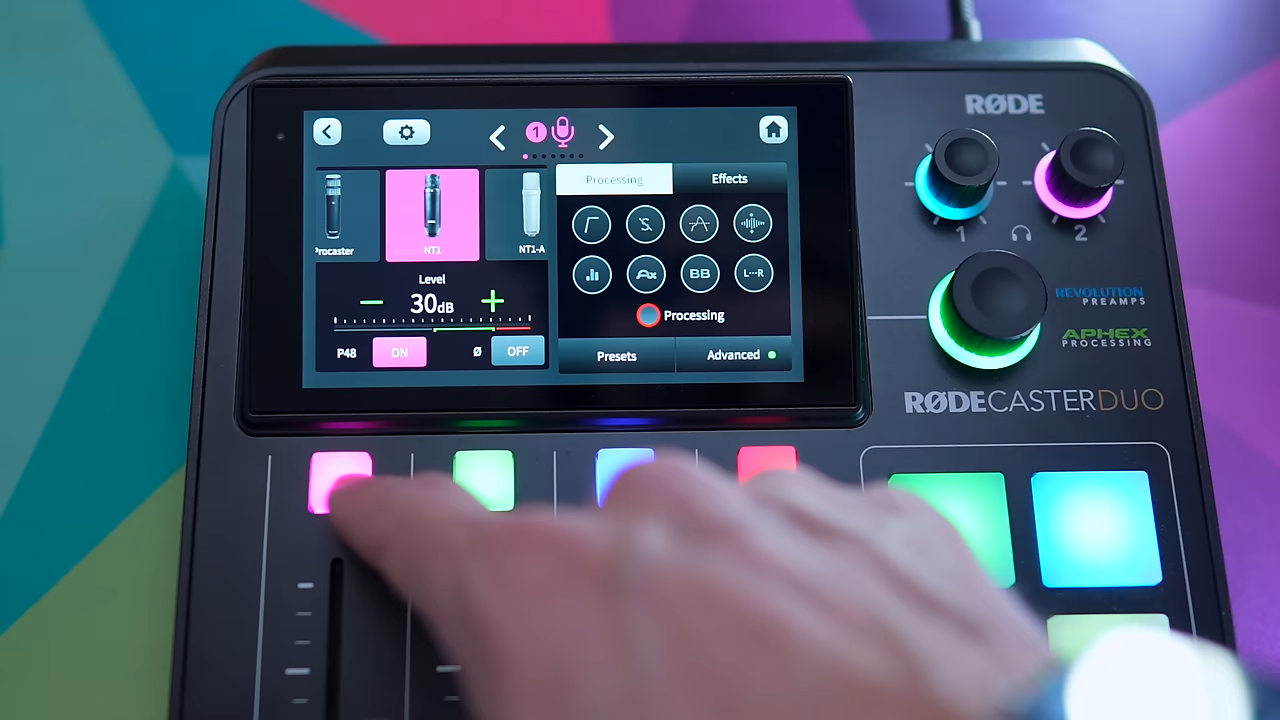 RØDE
1
Processing
Effects
Procaster
NT1
NT1-A
Level
30dB
BB
L···R
Processing
P48
ON
Ø
OFF
Presets
Advanced
1
2
REVOLUTION
PREAMPS
APHEX
PROCESSING
RØDECASTERDUO